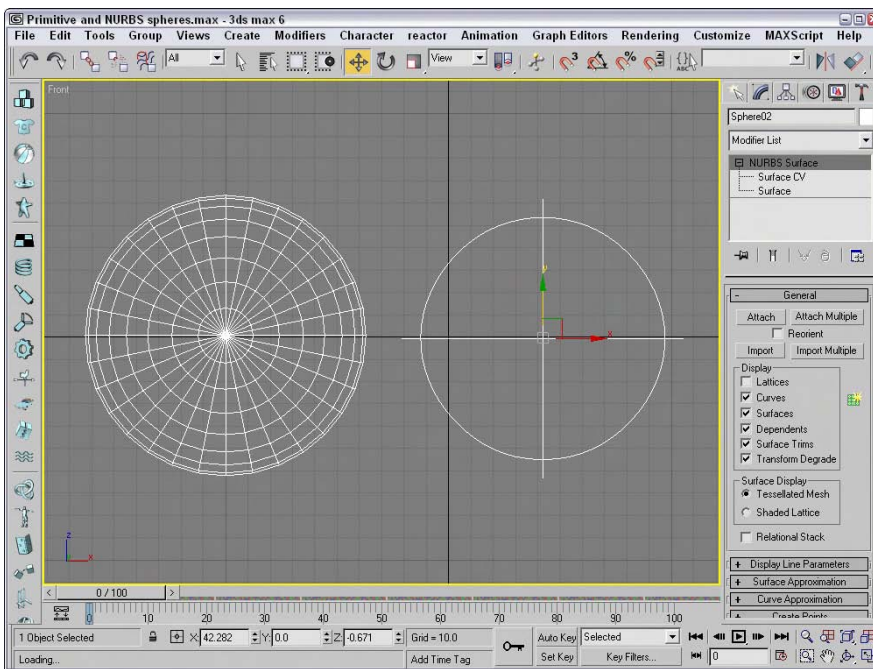 Primitive and NURBS spheres.max - 3ds max 6
File Edit Tools Group Views Create Modifiers Character reactor Animation Graph Editors Rendering Customize MAXScript Help
All View
Front
Sphere02
Modifier List
NURBS Surface
Surface CV
Surface
y
x
General
Attach Attach Multiple
Reorient
Import Import Multiple
Display
Lattices
Curves
Surfaces
Dependents
Surface Trims
Transform Degrade
Surface Display
Tessellated Mesh
Shaded Lattice
Relational Stack
z
x
Display Line Parameters
Surface Approximation
Curve Approximation
Create Points
< 0 / 100 >
0 10 20 30 40 50 60 70 80 90 100
1 Object Selected X: 42.282 Y: 0.0 Z: -0.671 Grid = 10.0 Auto Key Selected
Loading... Add Time Tag Set Key Key Filters... 0